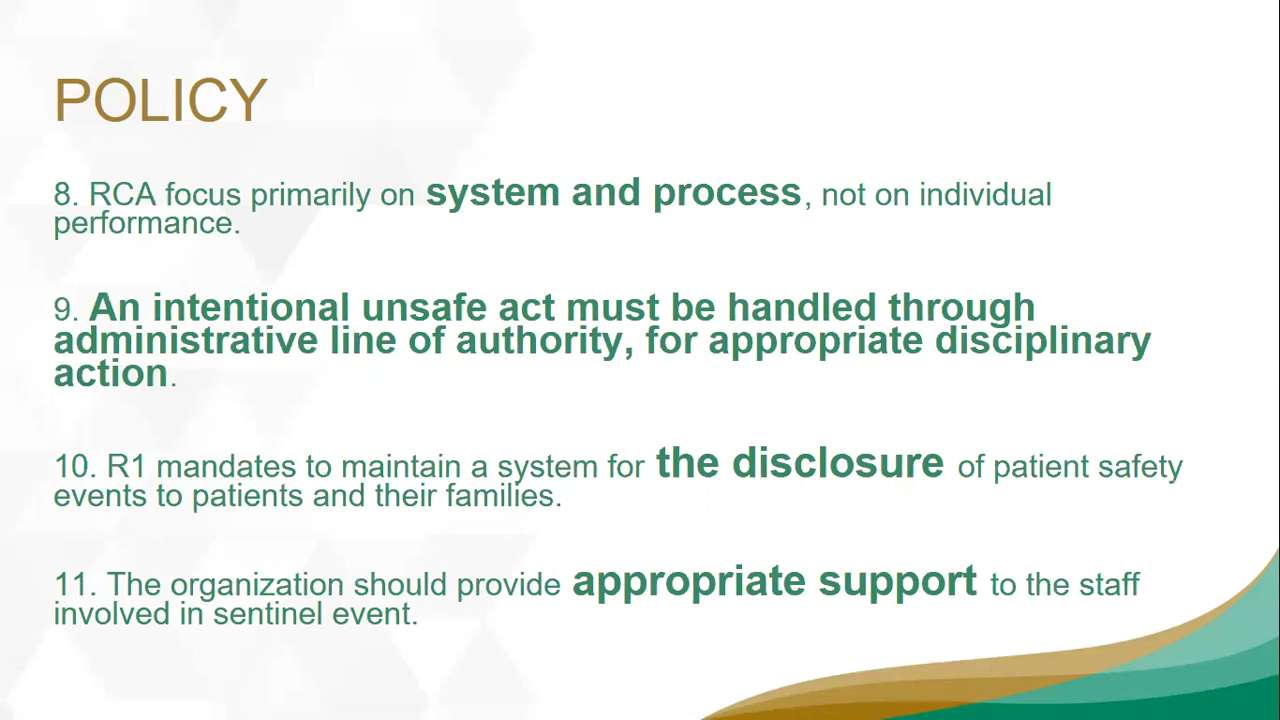 POLICY
8. RCA focus primarily on system and process, not on individual
performance.
9. An intentional unsafe act must be handled through
administrative line of authority, for appropriate disciplinary
action.
10. R1 mandates to maintain a system for the disclosure of patient safety
events to patients and their families.
11. The organization should provide appropriate support to the staff
involved in sentinel event.